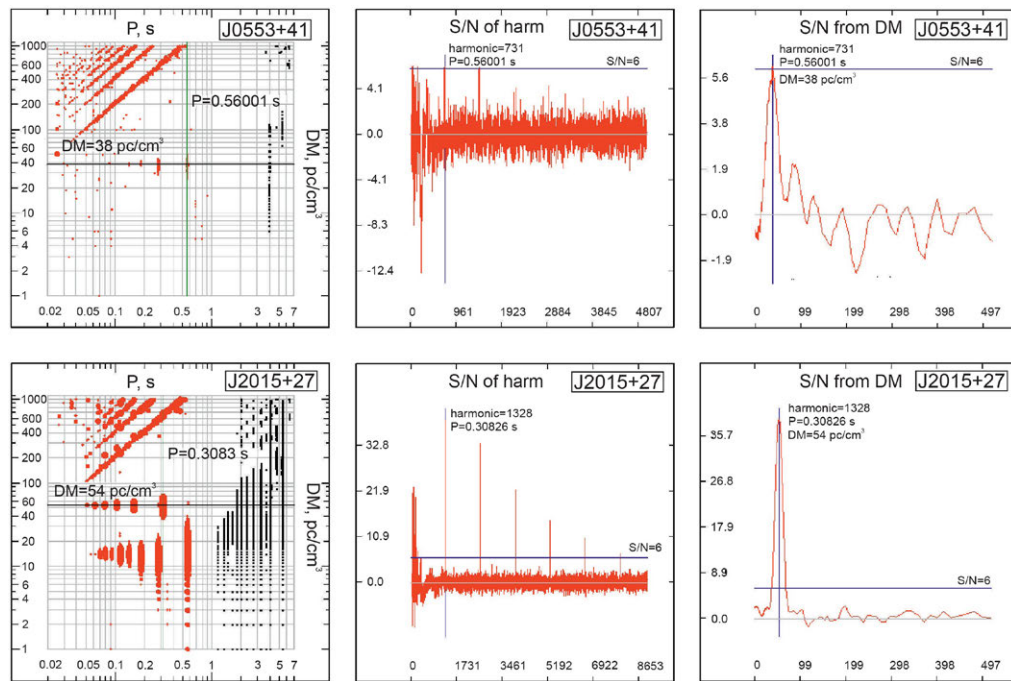 P, s
J0553+41
1000
600
400
200
100
60
40
20
10
6
4
2
1
P=0.56001 s
DM=38 pc/cm³
DM, pc/cm³
0.02 0.05 0.1 0.2 0.5 1 3 5 7
S/N of harm
J0553+41
harmonic=731
P=0.56001 s
S/N=6
4.1
0.0
-4.1
-8.3
-12.4
0 961 1923 2884 3845 4807
S/N from DM
J0553+41
harmonic=731
P=0.56001 s
S/N=6
DM=38 pc/cm³
5.6
3.8
1.9
0.0
-1.9
0 99 199 298 398 497
P, s
J2015+27
1000
600
400
200
100
60
40
20
10
6
4
2
1
P=0.3083 s
DM=54 pc/cm³
DM, pc/cm³
0.02 0.05 0.1 0.2 0.5 1 3 5 7
S/N of harm
J2015+27
harmonic=1328
P=0.30826 s
32.8
21.9
10.9
0.0
S/N=6
0 1731 3461 5192 6922 8653
S/N from DM
J2015+27
harmonic=1328
P=0.30826 s
DM=54 pc/cm³
35.7
26.8
17.9
8.9
0.0
S/N=6
0 99 199 298 398 497